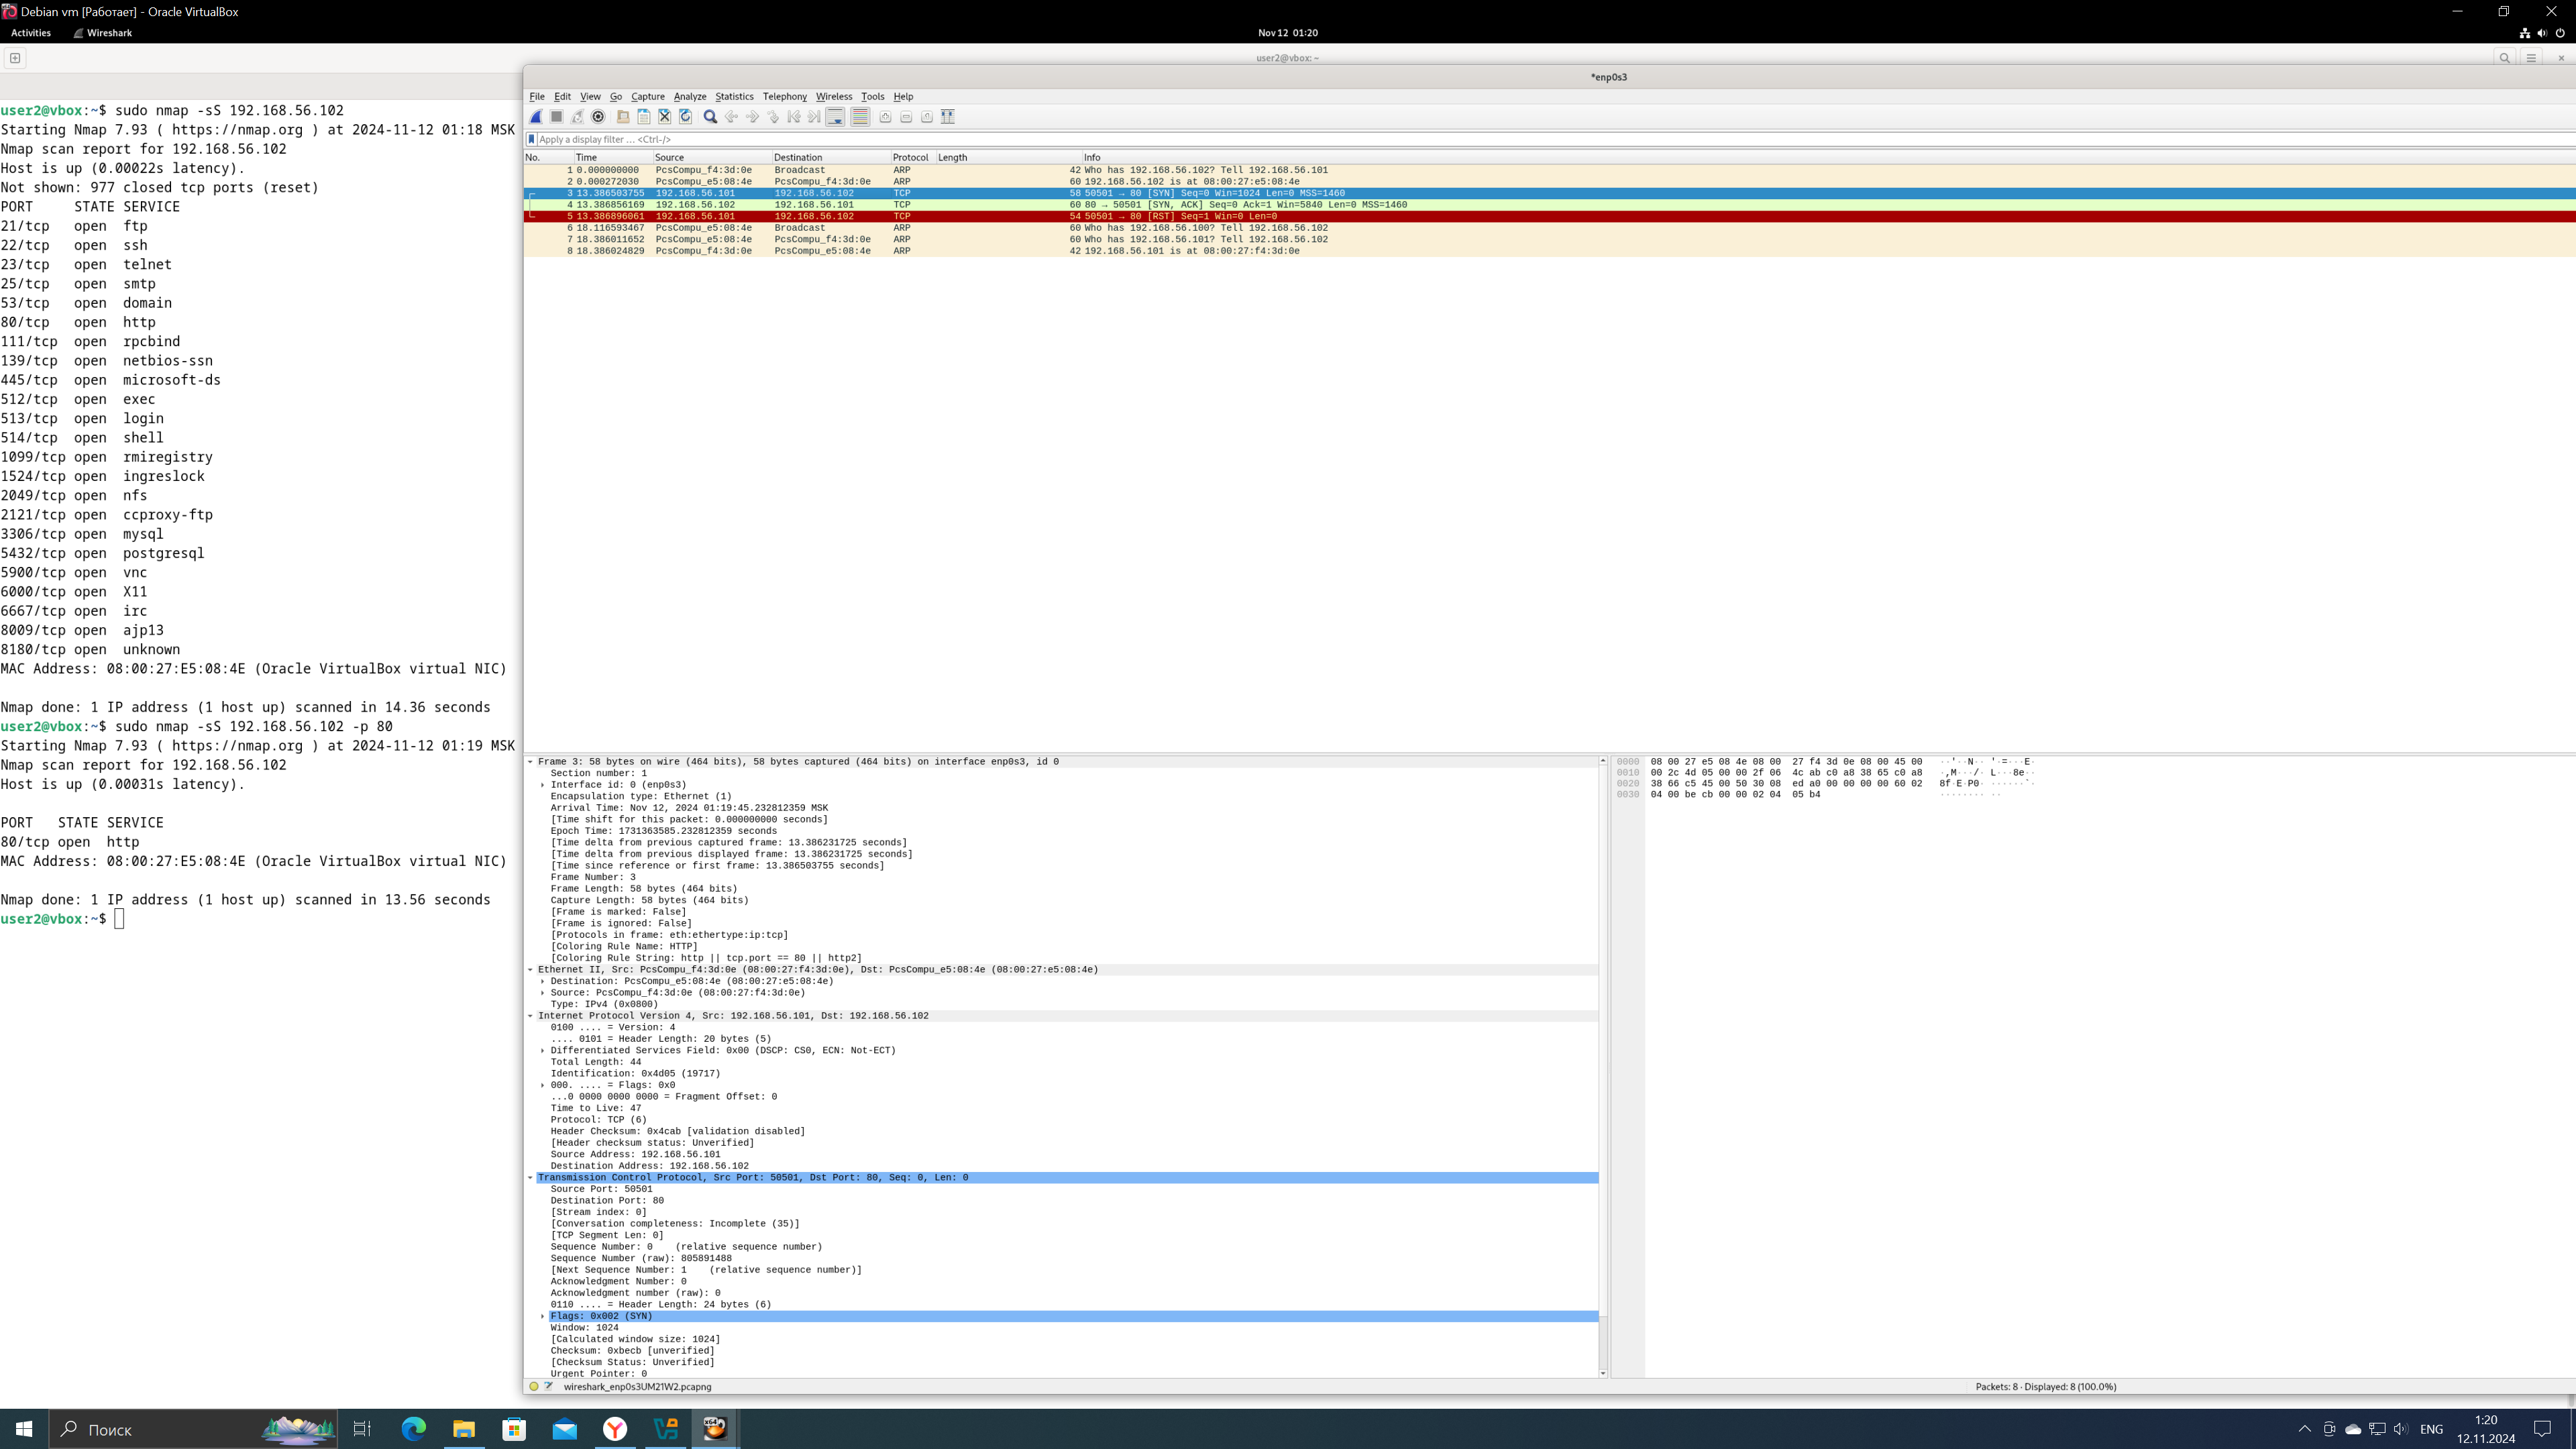 Debian vm [Работает] - Oracle VirtualBox
Activities Wireshark Nov 12 01:20
user2@vbox: ~
user2@vbox:~$ sudo nmap -sS 192.168.56.102
Starting Nmap 7.93 ( https://nmap.org ) at 2024-11-12 01:18 MSK
Nmap scan report for 192.168.56.102
Host is up (0.00022s latency).
Not shown: 977 closed tcp ports (reset)
PORT STATE SERVICE
21/tcp open ftp
22/tcp open ssh
23/tcp open telnet
25/tcp open smtp
53/tcp open domain
80/tcp open http
111/tcp open rpcbind
139/tcp open netbios-ssn
445/tcp open microsoft-ds
512/tcp open exec
513/tcp open login
514/tcp open shell
1099/tcp open rmiregistry
1524/tcp open ingreslock
2049/tcp open nfs
2121/tcp open ccproxy-ftp
3306/tcp open mysql
5432/tcp open postgresql
5900/tcp open vnc
6000/tcp open X11
6667/tcp open irc
8009/tcp open ajp13
8180/tcp open unknown
MAC Address: 08:00:27:E5:08:4E (Oracle VirtualBox virtual NIC)
Nmap done: 1 IP address (1 host up) scanned in 14.36 seconds
user2@vbox:~$ sudo nmap -sS 192.168.56.102 -p 80
Starting Nmap 7.93 ( https://nmap.org ) at 2024-11-12 01:19 MSK
Nmap scan report for 192.168.56.102
Host is up (0.00031s latency).
PORT STATE SERVICE
80/tcp open http
MAC Address: 08:00:27:E5:08:4E (Oracle VirtualBox virtual NIC)
Nmap done: 1 IP address (1 host up) scanned in 13.56 seconds
user2@vbox:~$
*enp0s3
File Edit View Go Capture Analyze Statistics Telephony Wireless Tools Help
Apply a display filter ... <Ctrl-/>
No. Time Source Destination Protocol Length Info
1 0.000000000 PcsCompu_f4:3d:0e Broadcast ARP 42 Who has 192.168.56.102? Tell 192.168.56.101
2 0.000272030 PcsCompu_e5:08:4e PcsCompu_f4:3d:0e ARP 60 192.168.56.102 is at 08:00:27:e5:08:4e
3 13.386503755 192.168.56.101 192.168.56.102 TCP 58 50501 → 80 [SYN] Seq=0 Win=1024 Len=0 MSS=1460
4 13.386856169 192.168.56.102 192.168.56.101 TCP 60 80 → 50501 [SYN, ACK] Seq=0 Ack=1 Win=5840 Len=0 MSS=1460
5 13.386896061 192.168.56.101 192.168.56.102 TCP 54 50501 → 80 [RST] Seq=1 Win=0 Len=0
6 18.116593467 PcsCompu_e5:08:4e Broadcast ARP 60 Who has 192.168.56.100? Tell 192.168.56.102
7 18.386011652 PcsCompu_e5:08:4e PcsCompu_f4:3d:0e ARP 60 Who has 192.168.56.101? Tell 192.168.56.102
8 18.386024829 PcsCompu_f4:3d:0e PcsCompu_e5:08:4e ARP 42 192.168.56.101 is at 08:00:27:f4:3d:0e
Frame 3: 58 bytes on wire (464 bits), 58 bytes captured (464 bits) on interface enp0s3, id 0
Section number: 1
Interface id: 0 (enp0s3)
Encapsulation type: Ethernet (1)
Arrival Time: Nov 12, 2024 01:19:45.232812359 MSK
[Time shift for this packet: 0.000000000 seconds]
Epoch Time: 1731363585.232812359 seconds
[Time delta from previous captured frame: 13.386231725 seconds]
[Time delta from previous displayed frame: 13.386231725 seconds]
[Time since reference or first frame: 13.386503755 seconds]
Frame Number: 3
Frame Length: 58 bytes (464 bits)
Capture Length: 58 bytes (464 bits)
[Frame is marked: False]
[Frame is ignored: False]
[Protocols in frame: eth:ethertype:ip:tcp]
[Coloring Rule Name: HTTP]
[Coloring Rule String: http || tcp.port == 80 || http2]
Ethernet II, Src: PcsCompu_f4:3d:0e (08:00:27:f4:3d:0e), Dst: PcsCompu_e5:08:4e (08:00:27:e5:08:4e)
Destination: PcsCompu_e5:08:4e (08:00:27:e5:08:4e)
Source: PcsCompu_f4:3d:0e (08:00:27:f4:3d:0e)
Type: IPv4 (0x0800)
Internet Protocol Version 4, Src: 192.168.56.101, Dst: 192.168.56.102
0100 .... = Version: 4
.... 0101 = Header Length: 20 bytes (5)
Differentiated Services Field: 0x00 (DSCP: CS0, ECN: Not-ECT)
Total Length: 44
Identification: 0x4d05 (19717)
000. .... = Flags: 0x0
...0 0000 0000 0000 = Fragment Offset: 0
Time to Live: 47
Protocol: TCP (6)
Header Checksum: 0x4cab [validation disabled]
[Header checksum status: Unverified]
Source Address: 192.168.56.101
Destination Address: 192.168.56.102
Transmission Control Protocol, Src Port: 50501, Dst Port: 80, Seq: 0, Len: 0
Source Port: 50501
Destination Port: 80
[Stream index: 0]
[Conversation completeness: Incomplete (35)]
[TCP Segment Len: 0]
Sequence Number: 0 (relative sequence number)
Sequence Number (raw): 805891488
[Next Sequence Number: 1 (relative sequence number)]
Acknowledgment Number: 0
Acknowledgment number (raw): 0
0110 .... = Header Length: 24 bytes (6)
Flags: 0x002 (SYN)
Window: 1024
[Calculated window size: 1024]
Checksum: 0xbecb [unverified]
[Checksum Status: Unverified]
Urgent Pointer: 0
0000 08 00 27 e5 08 4e 08 00 27 f4 3d 0e 08 00 45 00 ··'··N·· '·=···E·
0010 00 2c 4d 05 00 00 2f 06 4c ab c0 a8 38 65 c0 a8 ·,M···/· L···8e··
0020 38 66 c5 45 00 50 30 08 ed a0 00 00 00 00 60 02 8f·E·P0· ······`·
0030 04 00 be cb 00 00 02 04 05 b4 ········ ··
wireshark_enp0s3UM21W2.pcapng Packets: 8 · Displayed: 8 (100.0%)
Поиск
ENG
1:20
12.11.2024